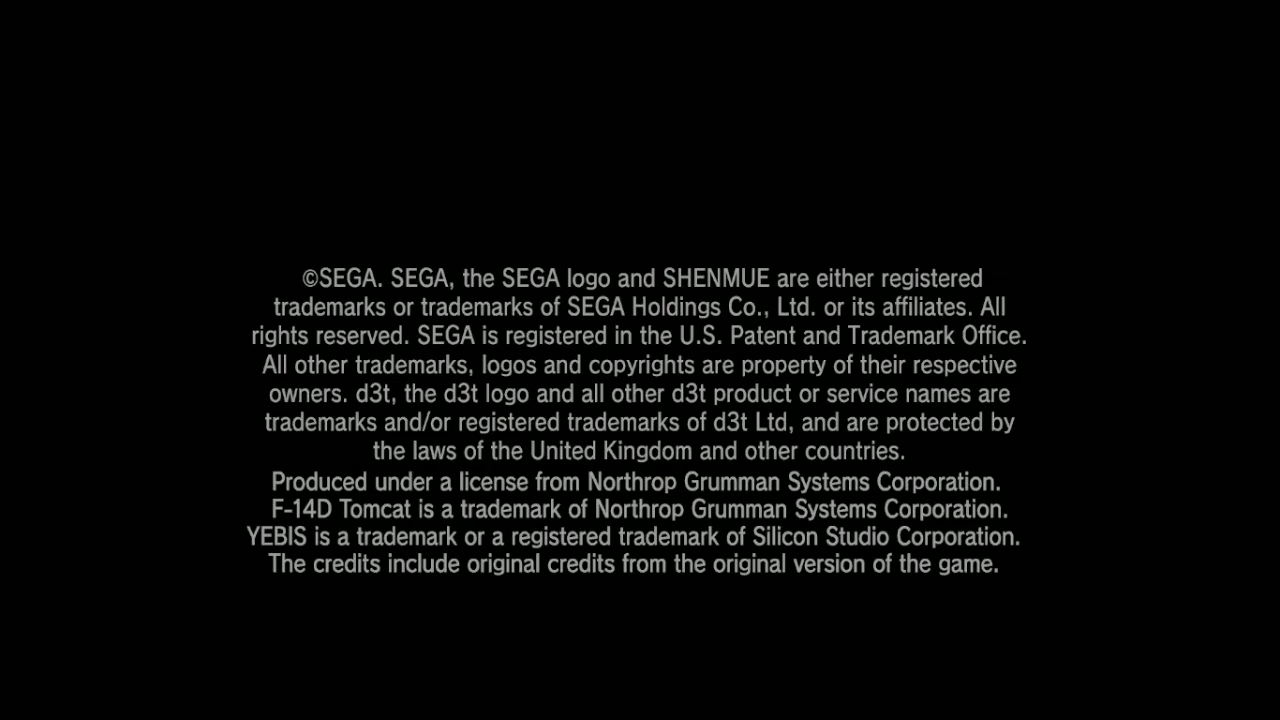 ©SEGA. SEGA, the SEGA logo and SHENMUE are either registered
trademarks or trademarks of SEGA Holdings Co., Ltd. or its affiliates. All
rights reserved. SEGA is registered in the U.S. Patent and Trademark Office.
All other trademarks, logos and copyrights are property of their respective
owners. d3t, the d3t logo and all other d3t product or service names are
trademarks and/or registered trademarks of d3t Ltd, and are protected by
the laws of the United Kingdom and other countries.
Produced under a license from Northrop Grumman Systems Corporation.
F-14D Tomcat is a trademark of Northrop Grumman Systems Corporation.
YEBIS is a trademark or a registered trademark of Silicon Studio Corporation.
The credits include original credits from the original version of the game.